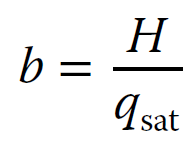 b = H / q_sat